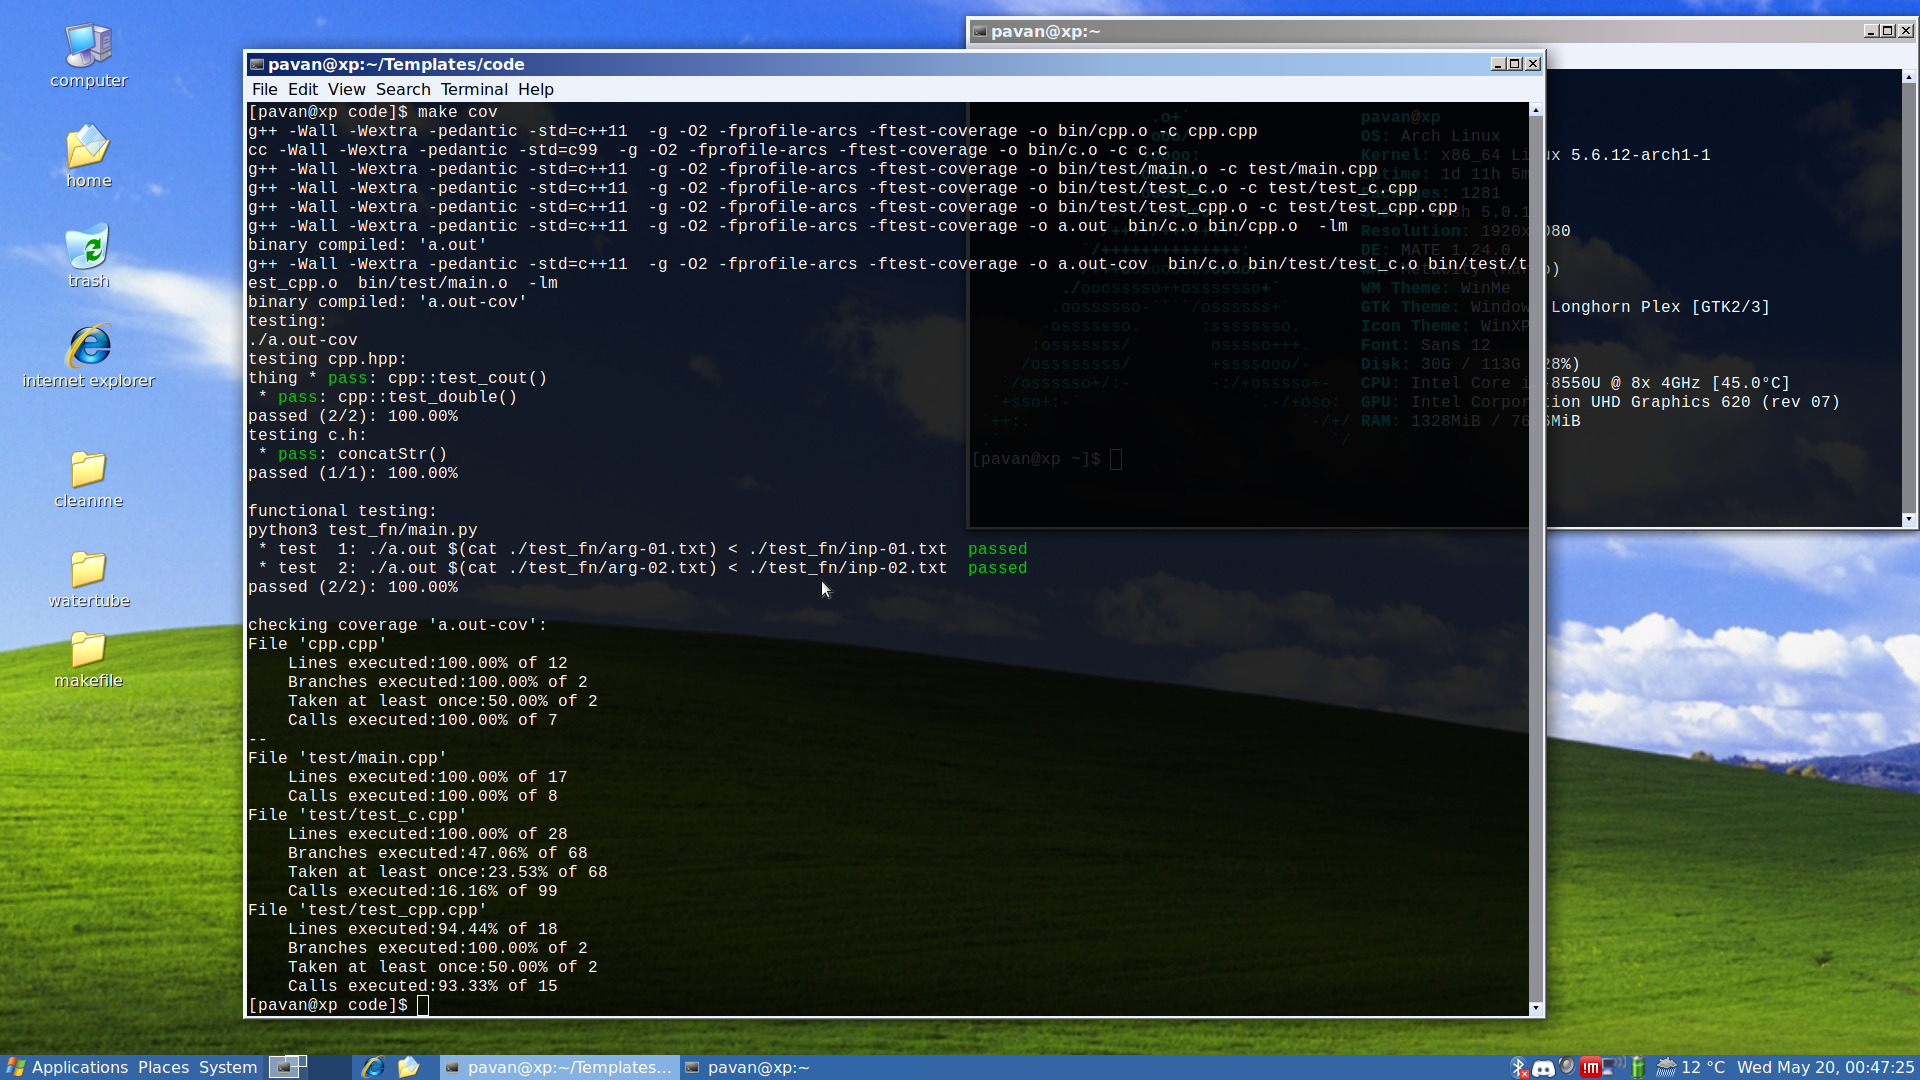 computer
home
trash
internet explorer
cleanme
watertube
makefile
pavan@xp:~
pavan@xp:~/Templates/code
File Edit View Search Terminal Help
[pavan@xp code]$ make cov
g++ -Wall -Wextra -pedantic -std=c++11  -g -O2 -fprofile-arcs -ftest-coverage -o bin/cpp.o -c cpp.cpp
cc -Wall -Wextra -pedantic -std=c99  -g -O2 -fprofile-arcs -ftest-coverage -o bin/c.o -c c.c
g++ -Wall -Wextra -pedantic -std=c++11  -g -O2 -fprofile-arcs -ftest-coverage -o bin/test/main.o -c test/main.cpp
g++ -Wall -Wextra -pedantic -std=c++11  -g -O2 -fprofile-arcs -ftest-coverage -o bin/test/test_c.o -c test/test_c.cpp
g++ -Wall -Wextra -pedantic -std=c++11  -g -O2 -fprofile-arcs -ftest-coverage -o bin/test/test_cpp.o -c test/test_cpp.cpp
g++ -Wall -Wextra -pedantic -std=c++11  -g -O2 -fprofile-arcs -ftest-coverage -o a.out  bin/c.o bin/cpp.o  -lm
binary compiled: 'a.out'
g++ -Wall -Wextra -pedantic -std=c++11  -g -O2 -fprofile-arcs -ftest-coverage -o a.out-cov  bin/c.o bin/test/test_c.o bin/test/t
est_cpp.o  bin/test/main.o  -lm
binary compiled: 'a.out-cov'
testing:
./a.out-cov
testing cpp.hpp:
thing * pass: cpp::test_cout()
 * pass: cpp::test_double()
passed (2/2): 100.00%
testing c.h:
 * pass: concatStr()
passed (1/1): 100.00%
functional testing:
python3 test_fn/main.py
 * test  1: ./a.out $(cat ./test_fn/arg-01.txt) < ./test_fn/inp-01.txt  passed
 * test  2: ./a.out $(cat ./test_fn/arg-02.txt) < ./test_fn/inp-02.txt  passed
passed (2/2): 100.00%
checking coverage 'a.out-cov':
File 'cpp.cpp'
    Lines executed:100.00% of 12
    Branches executed:100.00% of 2
    Taken at least once:50.00% of 2
    Calls executed:100.00% of 7
--
File 'test/main.cpp'
    Lines executed:100.00% of 17
    Calls executed:100.00% of 8
File 'test/test_c.cpp'
    Lines executed:100.00% of 28
    Branches executed:47.06% of 68
    Taken at least once:23.53% of 68
    Calls executed:16.16% of 99
File 'test/test_cpp.cpp'
    Lines executed:94.44% of 18
    Branches executed:100.00% of 2
    Taken at least once:50.00% of 2
    Calls executed:93.33% of 15
[pavan@xp code]$
pavan@xp
OS: Arch Linux
Kernel: x86_64 Linux 5.6.12-arch1-1
Uptime: 1d 11h 5m
Packages: 1281
Resolution: 1920x1080
DE: MATE 1.24.0
WM Theme: WinMe
GTK Theme: Longhorn Plex [GTK2/3]
Icon Theme: WinXP
Font: Sans 12
Disk: 30G / 113G (28%)
CPU: Intel Core i -8550U @ 8x 4GHz [45.0°C]
GPU: Intel Corporation UHD Graphics 620 (rev 07)
RAM: 1328MiB / MiB
[pavan@xp ~]$
Applications Places System
pavan@xp:~/Templates...
pavan@xp:~
!m
12 °C
Wed May 20, 00:47:25